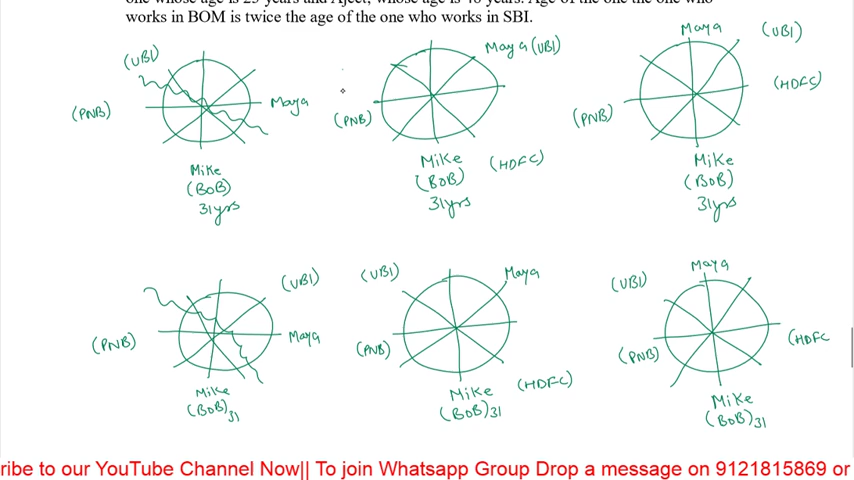 one whose age is 25 years and Ajeet, whose age is 48 years. Age of the one the one who
works in BOM is twice the age of the one who works in SBI.
(UBI)
(PNB)
Maya
Mike
(BoB)
31yrs
Maya (UBI)
(PNB)
Mike
(HDFC)
(BoB)
31yrs
Maya
(UBI)
(HDFC)
(PNB)
Mike
(BoB)
31yrs
(UBI)
(PNB)
Maya
Mike
(BoB) 31
(UBI)
Maya
(PNB)
Mike
(HDFC)
(BoB) 31
Maya
(UBI)
(HDFC
(PNB)
Mike
(BoB) 31
ribe to our YouTube Channel Now|| To join Whatsapp Group Drop a message on 9121815869 or